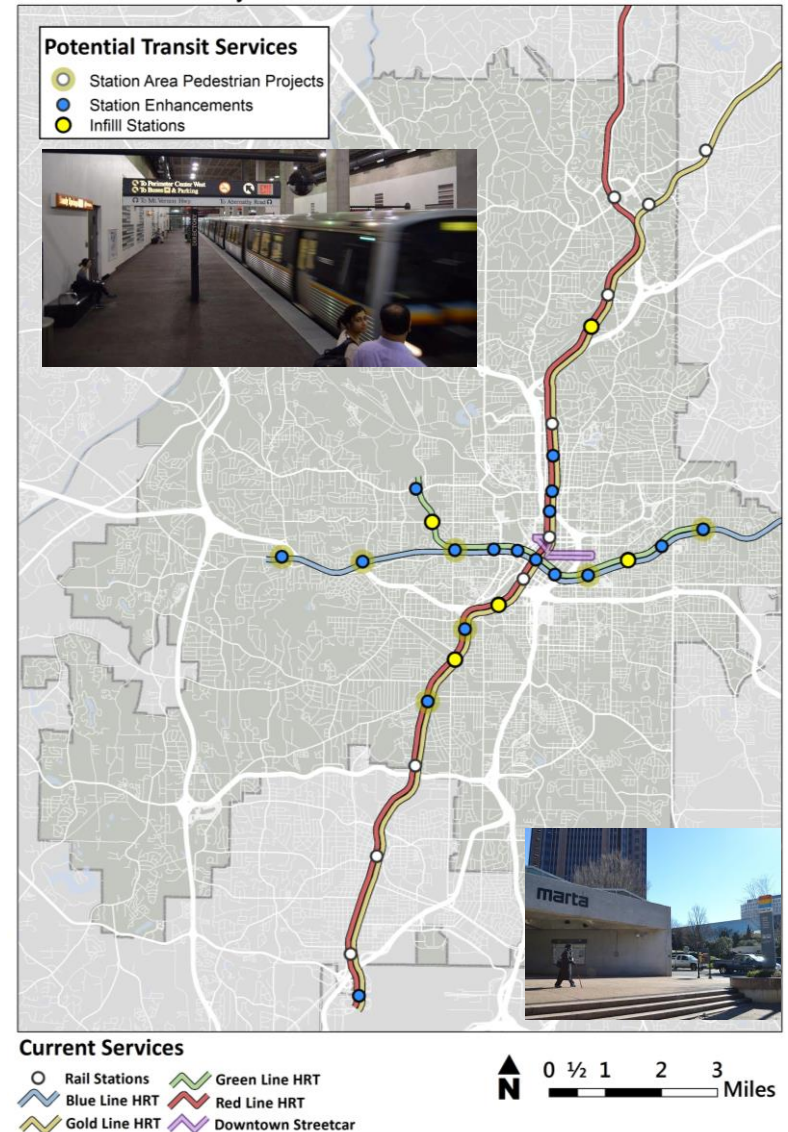 Potential Transit Services
Station Area Pedestrian Projects
Station Enhancements
Infilll Stations
To Perimeter Center West
To Buses & Parking
To Mt Vernon Hwy
To Abernathy Road
marta
Current Services
Rail Stations
Blue Line HRT
Gold Line HRT
Green Line HRT
Red Line HRT
Downtown Streetcar
N
0 ½ 1 2 3 Miles